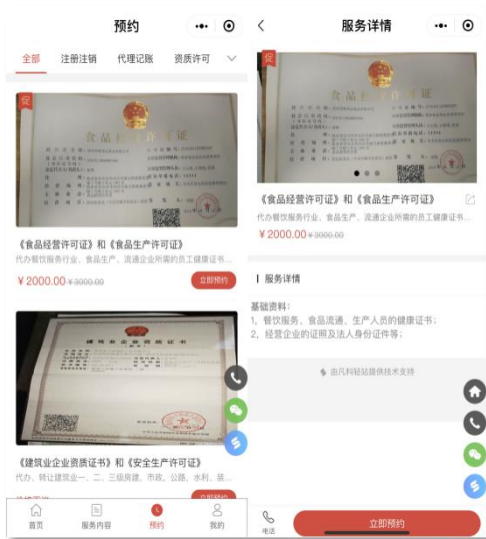 预约
全部 注册注销 代理记账 资质许可
促
食品经营许可证
《食品经营许可证》和《食品生产许可证》
代办餐饮服务行业、食品生产、流通企业所需的员工健康证书...
￥2000.00 ￥3000.00
立即预约
建筑业企业资质证书
《建筑业企业资质证书》和《安全生产许可证》
代办、转让建筑业一、二、三级房建、市政、公路、水利、装...
首页 服务内容 预约 我的
服务详情
促
食品经营许可证
《食品经营许可证》和《食品生产许可证》
代办餐饮服务行业、食品生产、流通企业所需的员工健康证书...
￥2000.00 ￥3000.00
服务详情
基础资料：
1，餐饮服务、食品流通、生产人员的健康证书；
2，经营企业的证照及法人身份证件等；
由凡科轻站提供技术支持
电话
立即预约